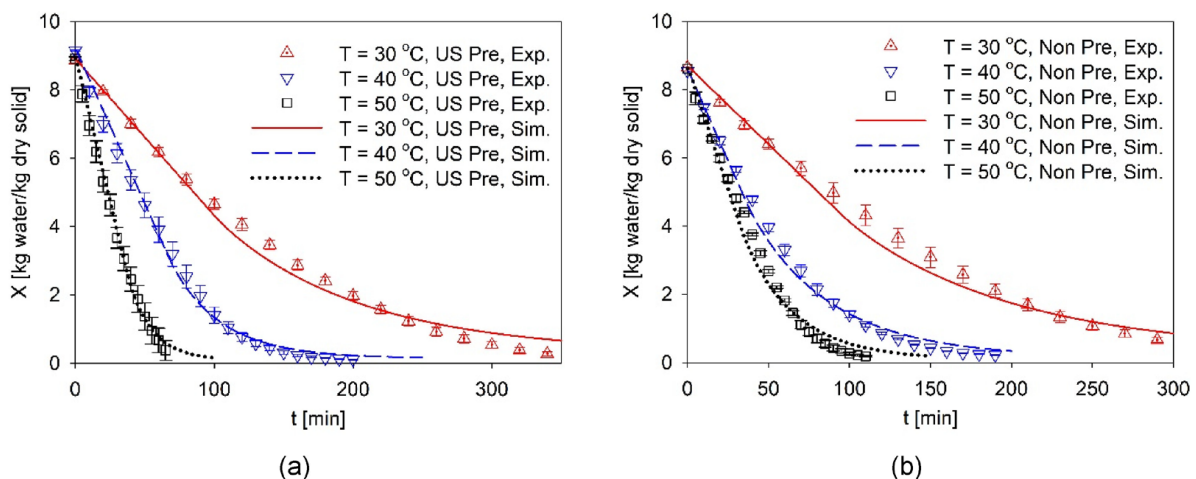 10
8
6
4
2
0
X [kg water/kg dry solid]
T = 30 °C, US Pre, Exp.
T = 40 °C, US Pre, Exp.
T = 50 °C, US Pre, Exp.
T = 30 °C, US Pre, Sim.
T = 40 °C, US Pre, Sim.
T = 50 °C, US Pre, Sim.
0 100 200 300
t [min]
(a)
10
8
6
4
2
0
X [kg water/kg dry solid]
T = 30 °C, Non Pre, Exp.
T = 40 °C, Non Pre, Exp.
T = 50 °C, Non Pre, Exp.
T = 30 °C, Non Pre, Sim.
T = 40 °C, Non Pre, Sim.
T = 50 °C, Non Pre, Sim.
0 50 100 150 200 250 300
t [min]
(b)